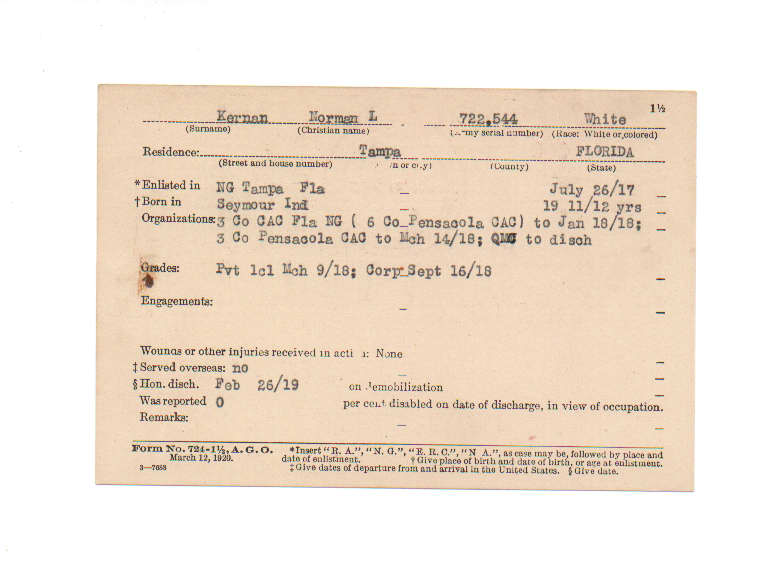 1½
Kernan Norman L 722,544 White
(Surname) (Christian name) (Army serial number) (Race: White or colored)
Residence: Tampa FLORIDA
(Street and house number) (Town or city) (County) (State)
*Enlisted in NG Tampa Fla July 26/17
†Born in Seymour Ind 19 11/12 yrs
Organizations: 3 Co CAC Fla NG ( 6 Co Pensacola CAC) to Jan 18/18;
3 Co Pensacola CAC to Mch 14/18; QMC to disch
Grades: Pvt 1cl Mch 9/18; Corp Sept 16/18
Engagements:
Wounds or other injuries received in action: None
‡Served overseas: no
§Hon. disch. Feb 26/19 on demobilization
Was reported 0 per cent disabled on date of discharge, in view of occupation.
Remarks:
Form No. 724-1½, A. G. O. *Insert "R. A.", "N. G.", "E. R. C.", "N A.", as case may be, followed by place and
March 12, 1920. date of enlistment. †Give place of birth and date of birth, or age at enlistment.
3—7653 ‡Give dates of departure from and arrival in the United States. §Give date.